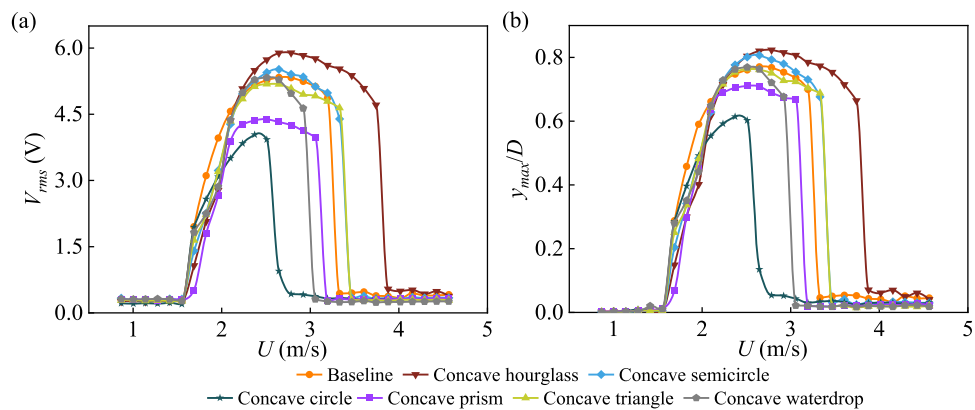 (a)
6.0
4.5
3.0
1.5
0.0
V_rms (V)
1 2 3 4 5
U (m/s)
(b)
0.8
0.6
0.4
0.2
0.0
y_max/D
1 2 3 4 5
U (m/s)
Baseline Concave hourglass Concave semicircle
Concave circle Concave prism Concave triangle Concave waterdrop